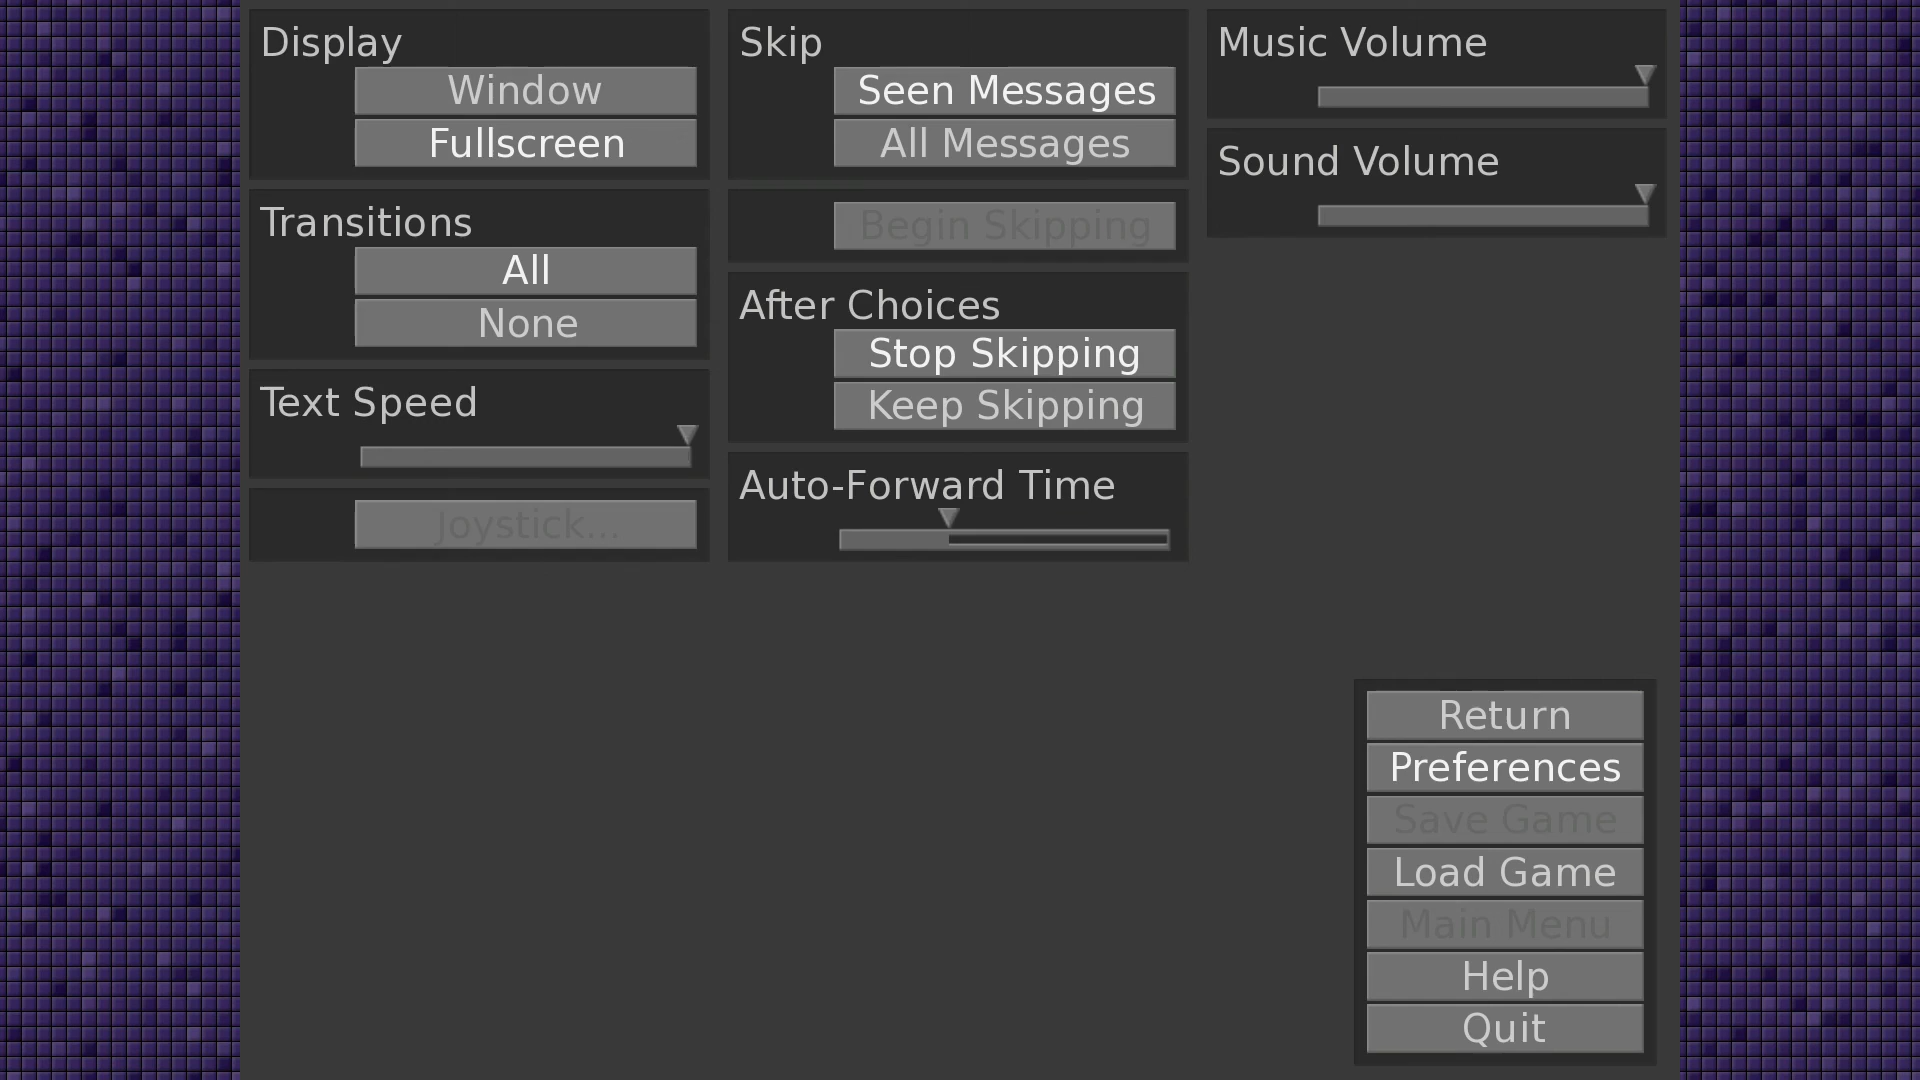 Display
Window
Fullscreen
Transitions
All
None
Text Speed
Joystick...
Skip
Seen Messages
All Messages
Begin Skipping
After Choices
Stop Skipping
Keep Skipping
Auto-Forward Time
Music Volume
Sound Volume
Return
Preferences
Save Game
Load Game
Main Menu
Help
Quit